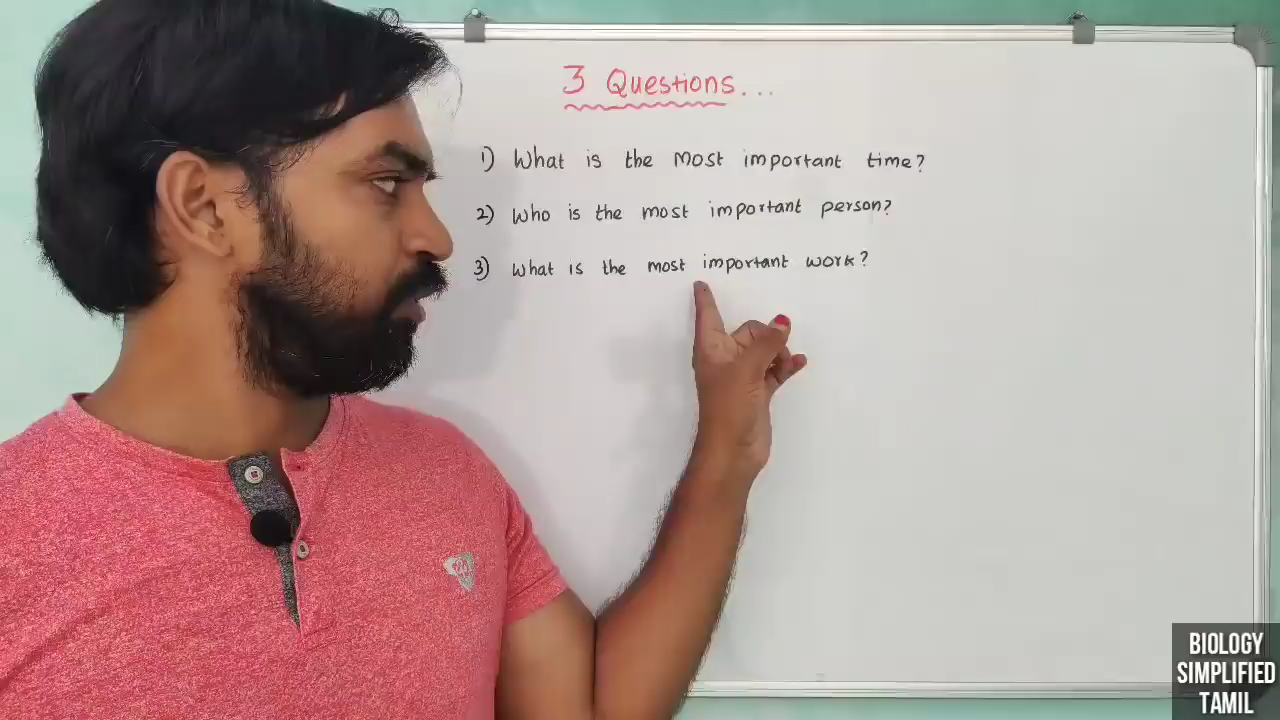 3 Questions...
1) What is the Most important time?
2) Who is the most important person?
3) What is the most important work?
BIOLOGY
SIMPLIFIED
TAMIL